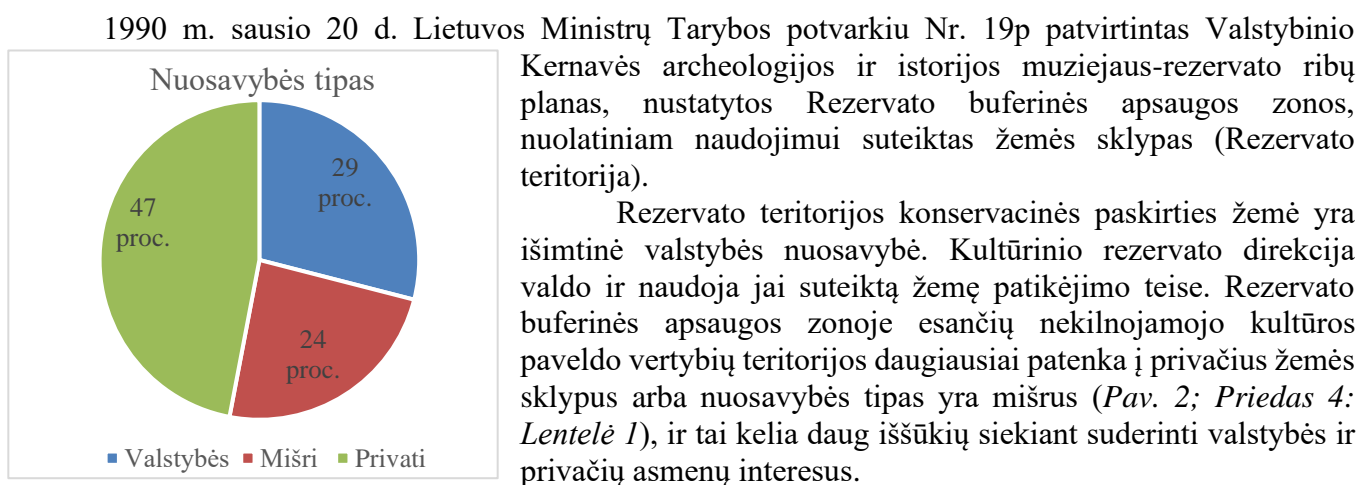 1990 m. sausio 20 d. Lietuvos Ministrų Tarybos potvarkiu Nr. 19p patvirtintas Valstybinio
Kernavės archeologijos ir istorijos muziejaus-rezervato ribų
planas, nustatytos Rezervato buferinės apsaugos zonos,
nuolatiniam naudojimui suteiktas žemės sklypas (Rezervato
teritorija).
Rezervato teritorijos konservacinės paskirties žemė yra
išimtinė valstybės nuosavybė. Kultūrinio rezervato direkcija
valdo ir naudoja jai suteiktą žemę patikėjimo teise. Rezervato
buferinės apsaugos zonoje esančių nekilnojamojo kultūros
paveldo vertybių teritorijos daugiausiai patenka į privačius žemės
sklypus arba nuosavybės tipas yra mišrus (Pav. 2; Priedas 4:
Lentelė 1), ir tai kelia daug iššūkių siekiant suderinti valstybės ir
privačių asmenų interesus.
Nuosavybės tipas
29
proc.
47
proc.
24
proc.
Valstybės Mišri Privati